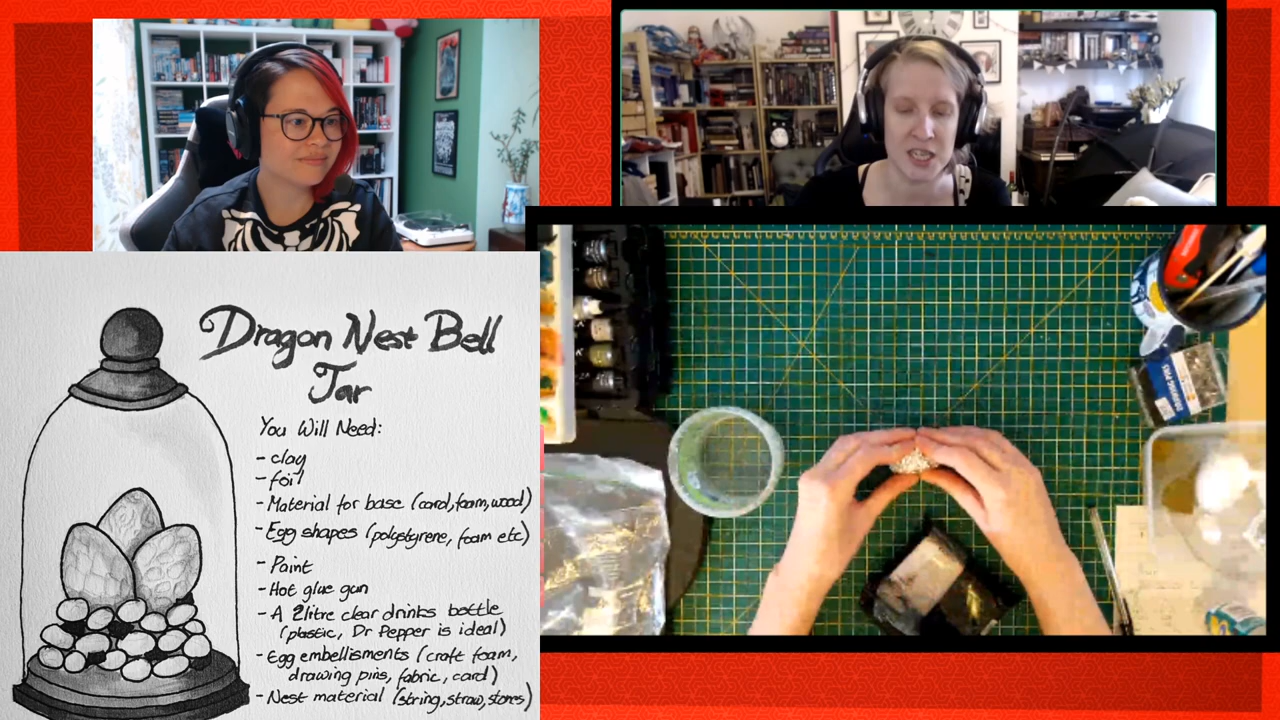 Dragon Nest Bell
Jar
You Will Need:
- clay
- foil
- Material for base (card, foam, wood)
- Egg shapes (polystyrene, foam etc)
- Paint
- Hot glue gun
- A 2litre clear drinks bottle
(plastic, Dr Pepper is ideal)
- Egg embellisments (craft foam,
drawing pins, fabric, card)
- Nest material (string, straw, stones)
DRAWING PINS